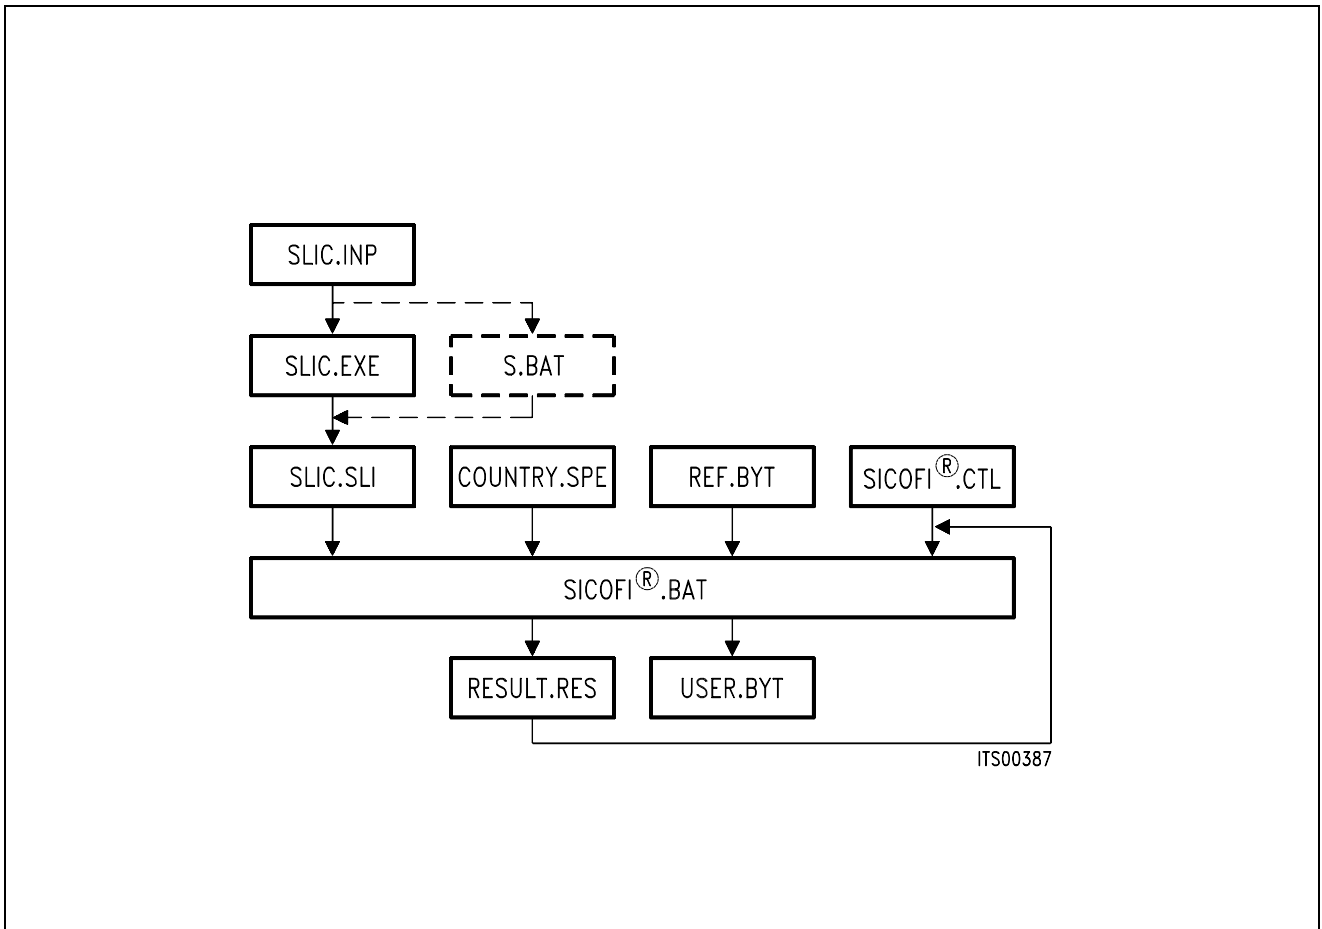 SLIC.INP
SLIC.EXE
S.BAT
SLIC.SLI
COUNTRY.SPE
REF.BYT
SICOFI®.CTL
SICOFI®.BAT
RESULT.RES
USER.BYT
ITS00387